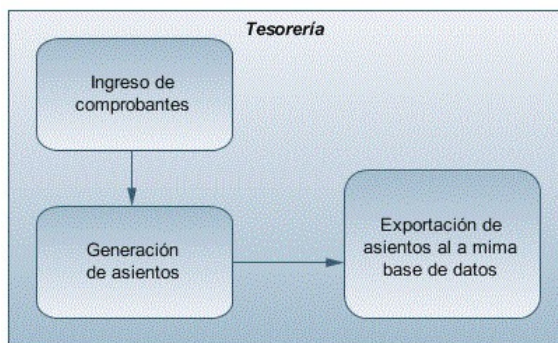 Tesorería
Ingreso de
comprobantes
Generación
de asientos
Exportación de
asientos al a mima
base de datos